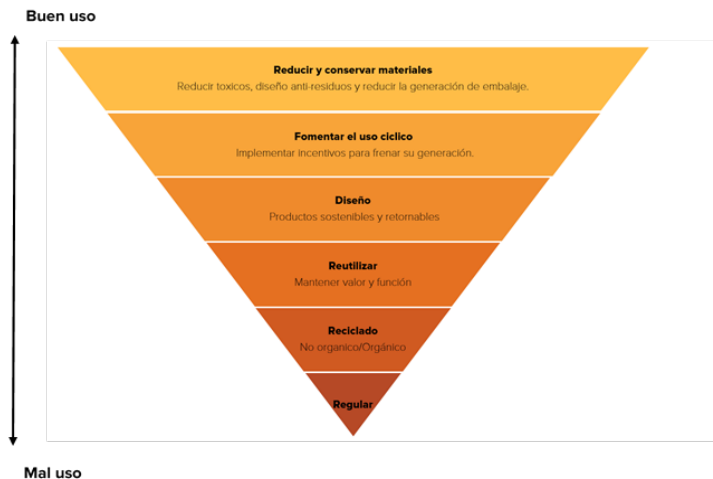 Buen uso
Reducir y conservar materiales
Reducir toxicos, diseño anti-residuos y reducir la generación de embalaje.
Fomentar el uso ciclico
Implementar incentivos para frenar su generación.
Diseño
Productos sostenibles y retornables
Reutilizar
Mantener valor y función
Reciclado
No organico/Orgánico
Regular
Mal uso